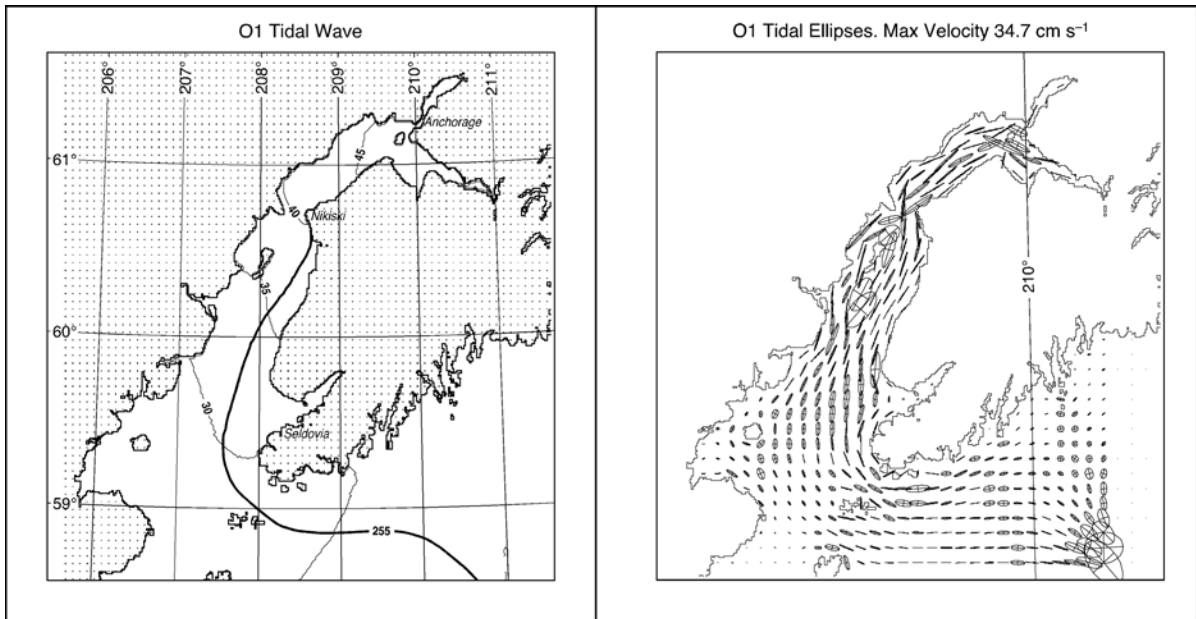 O1 Tidal Wave
206° 207° 208° 209° 210° 211°
Anchorage
61°
45
40
Nikiski
35
60°
30
Seldovia
59°
255
O1 Tidal Ellipses. Max Velocity 34.7 cm s⁻¹
210°